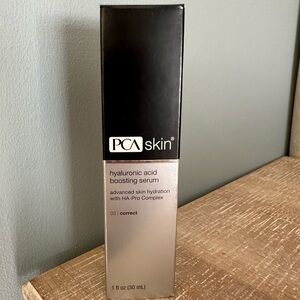 PCA skin®
hyaluronic acid
boosting serum
advanced skin hydration
with HA-Pro Complex
03 | correct
1 fl oz (30 mL)